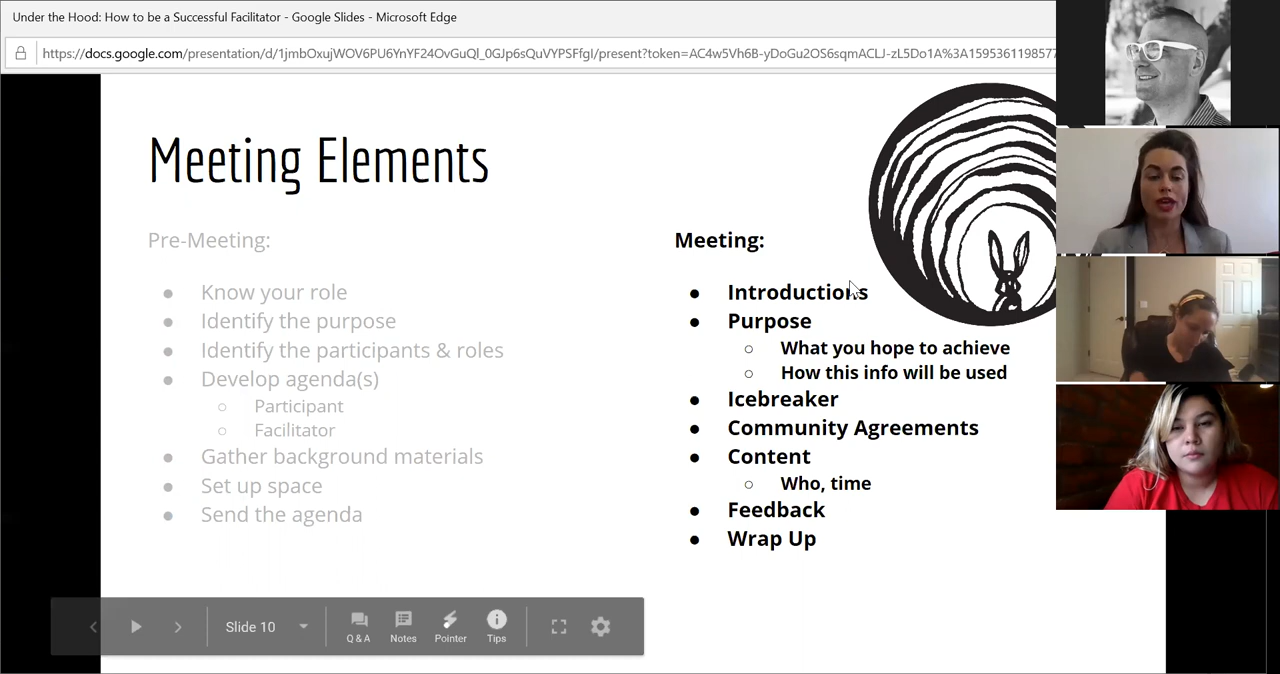 Under the Hood: How to be a Successful Facilitator - Google Slides - Microsoft Edge
https://docs.google.com/presentation/d/1jmbOxujWOV6PU6YnYF24OvGuQl_0GJp6sQuVYPSFfgI/present?token=AC4w5Vh6B-yDoGu2OS6sqmACLJ-zL5Do1A%3A1595361198577
Meeting Elements
Pre-Meeting:
● Know your role
● Identify the purpose
● Identify the participants & roles
● Develop agenda(s)
○ Participant
○ Facilitator
● Gather background materials
● Set up space
● Send the agenda
Meeting:
● Introductions
● Purpose
○ What you hope to achieve
○ How this info will be used
● Icebreaker
● Community Agreements
● Content
○ Who, time
● Feedback
● Wrap Up
Slide 10
Q & A Notes Pointer Tips